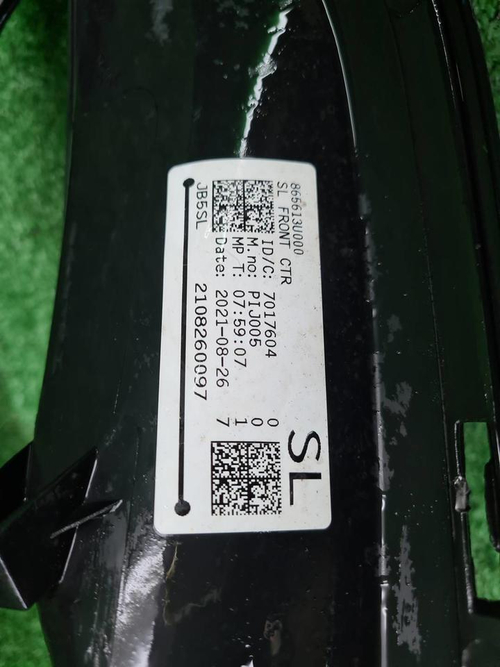 865613U000
SL FRONT CTR
SL
ID/C: 7017604 0
M.no: PIJ005 0
MP T: 07:59:07 1
Date: 2021-08-26 7
JB5SL 2108260097